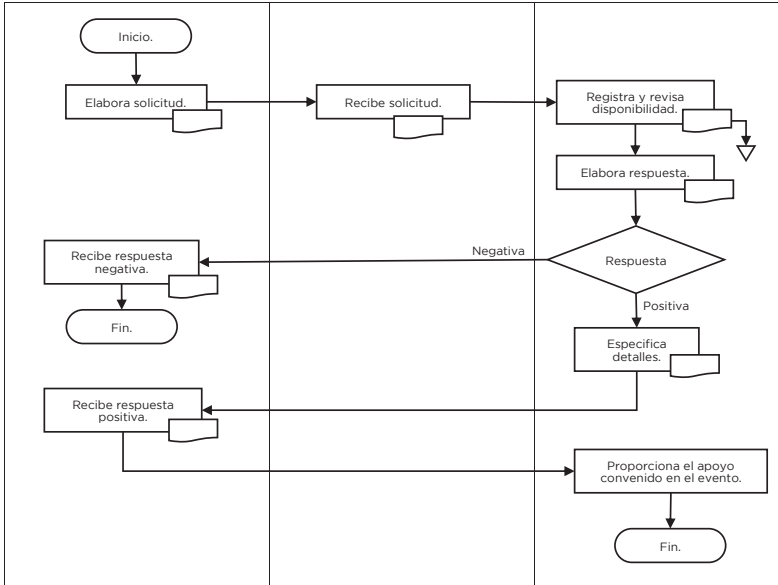 Inicio.
Elabora solicitud.
Recibe solicitud.
Registra y revisa
disponibilidad.
Elabora respuesta.
Respuesta
Negativa
Recibe respuesta
negativa.
Fin.
Positiva
Especifica
detalles.
Recibe respuesta
positiva.
Proporciona el apoyo
convenido en el evento.
Fin.